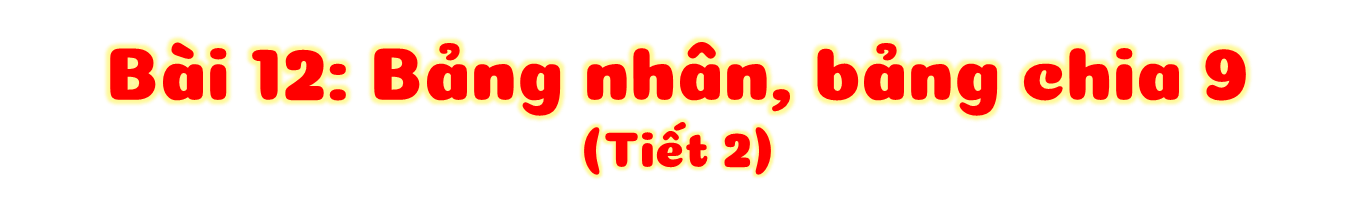 Bài 12: Bảng nhân, bảng chia 9
(Tiết 2)